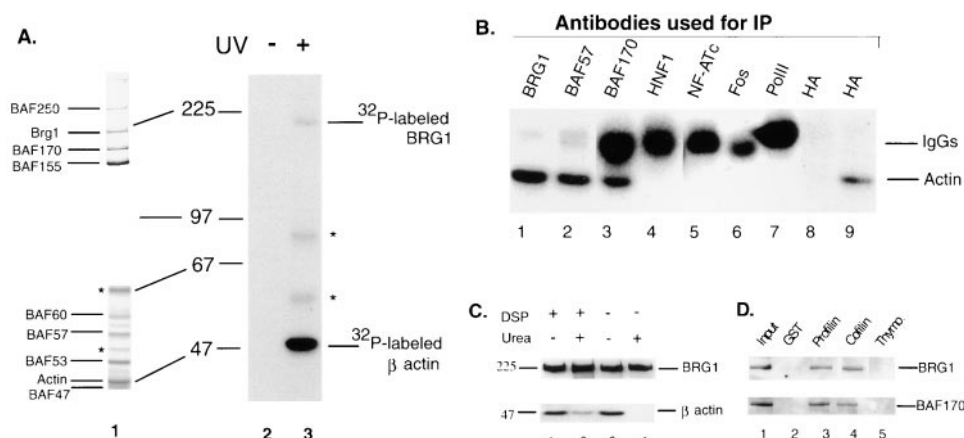 A.
UV - +
BAF250
Brg1
BAF170
BAF155
*
BAF60
BAF57
*
BAF53
Actin
BAF47
1
225
97
67
47
32P-labeled
BRG1
*
*
32P-labeled
β actin
2 3
B.
Antibodies used for IP
BRG1 BAF57 BAF170 HNF1 NF-ATc Fos PolII HA HA
IgGs
Actin
1 2 3 4 5 6 7 8 9
C.
DSP + + - -
Urea - + - +
225 BRG1
47 β actin
D.
Input GST Profilin Cofilin Thymo.
BRG1
BAF170
1 2 3 4 5